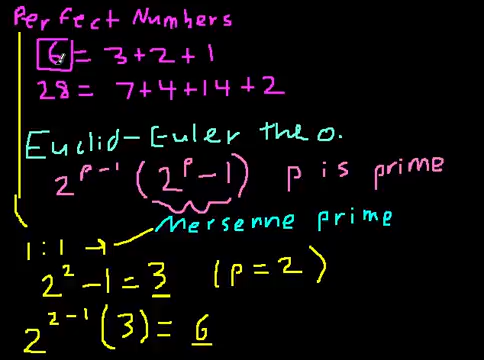 Perfect Numbers
6 = 3 + 2 + 1
28 = 7 + 4 + 14 + 2
Euclid-Euler theo.
2^{p-1} (2^p - 1) p is prime
Mersenne prime
1:1 →
2^2 - 1 = 3 (p = 2)
2^{2-1} (3) = 6